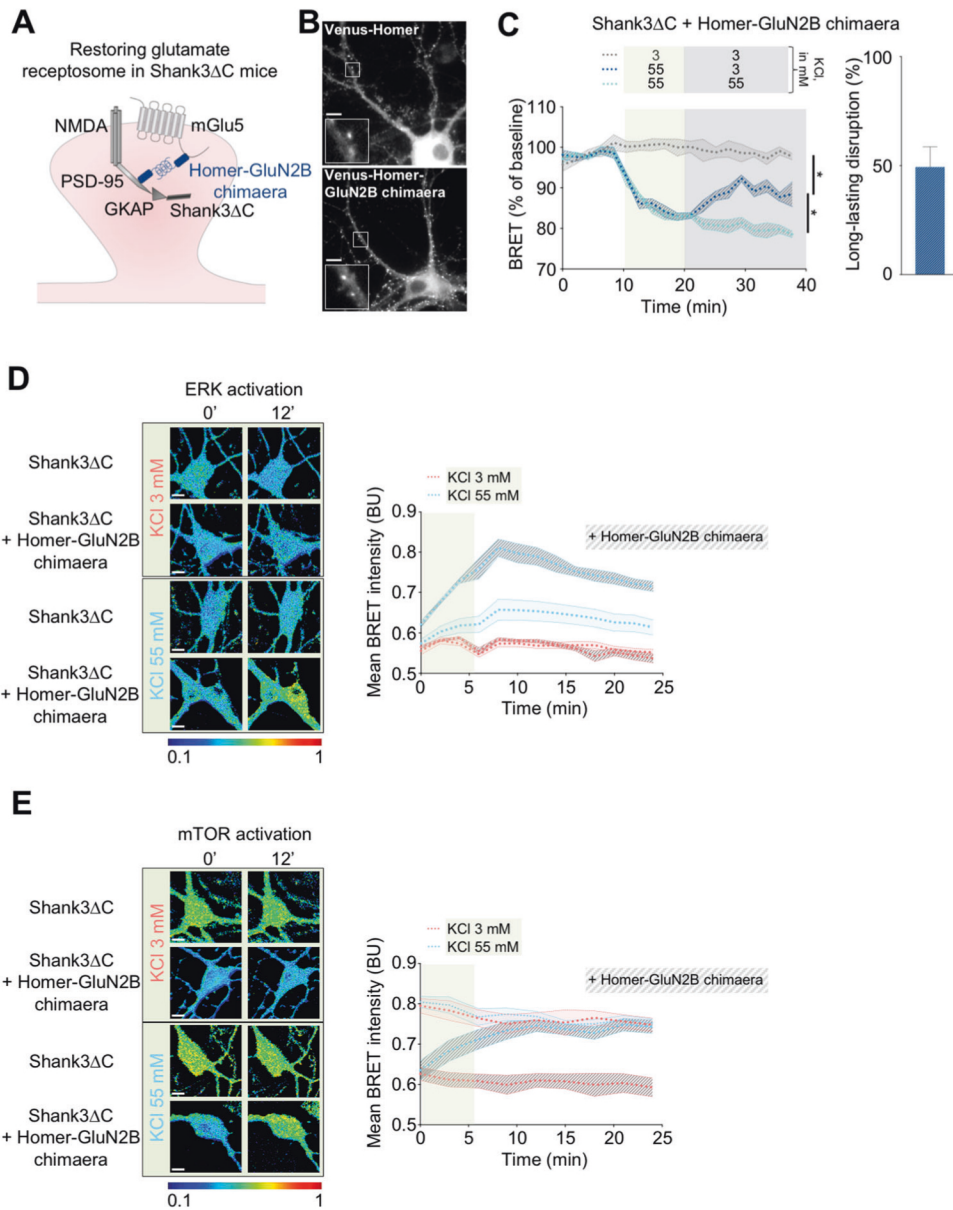 A
Restoring glutamate
receptosome in Shank3ΔC mice
NMDA
mGlu5
Homer-GluN2B
chimaera
PSD-95
GKAP
Shank3ΔC
B
Venus-Homer
Venus-Homer-
GluN2B chimaera
C
Shank3ΔC + Homer-GluN2B chimaera
3 3
55 3
55 55
KCl,
in mM
BRET (% of baseline)
110
100
90
80
70
0 10 20 30 40
Time (min)
*
*
Long-lasting disruption (%)
100
50
0
D
ERK activation
0' 12'
Shank3ΔC
Shank3ΔC
+ Homer-GluN2B
chimaera
Shank3ΔC
Shank3ΔC
+ Homer-GluN2B
chimaera
KCl 3 mM
KCl 55 mM
0.1 1
KCl 3 mM
KCl 55 mM
+ Homer-GluN2B chimaera
Mean BRET intensity (BU)
0.9
0.8
0.7
0.6
0.5
0 5 10 15 20 25
Time (min)
E
mTOR activation
0' 12'
Shank3ΔC
Shank3ΔC
+ Homer-GluN2B
chimaera
Shank3ΔC
Shank3ΔC
+ Homer-GluN2B
chimaera
KCl 3 mM
KCl 55 mM
0.1 1
KCl 3 mM
KCl 55 mM
+ Homer-GluN2B chimaera
Mean BRET intensity (BU)
0.9
0.8
0.7
0.6
0.5
0 5 10 15 20 25
Time (min)